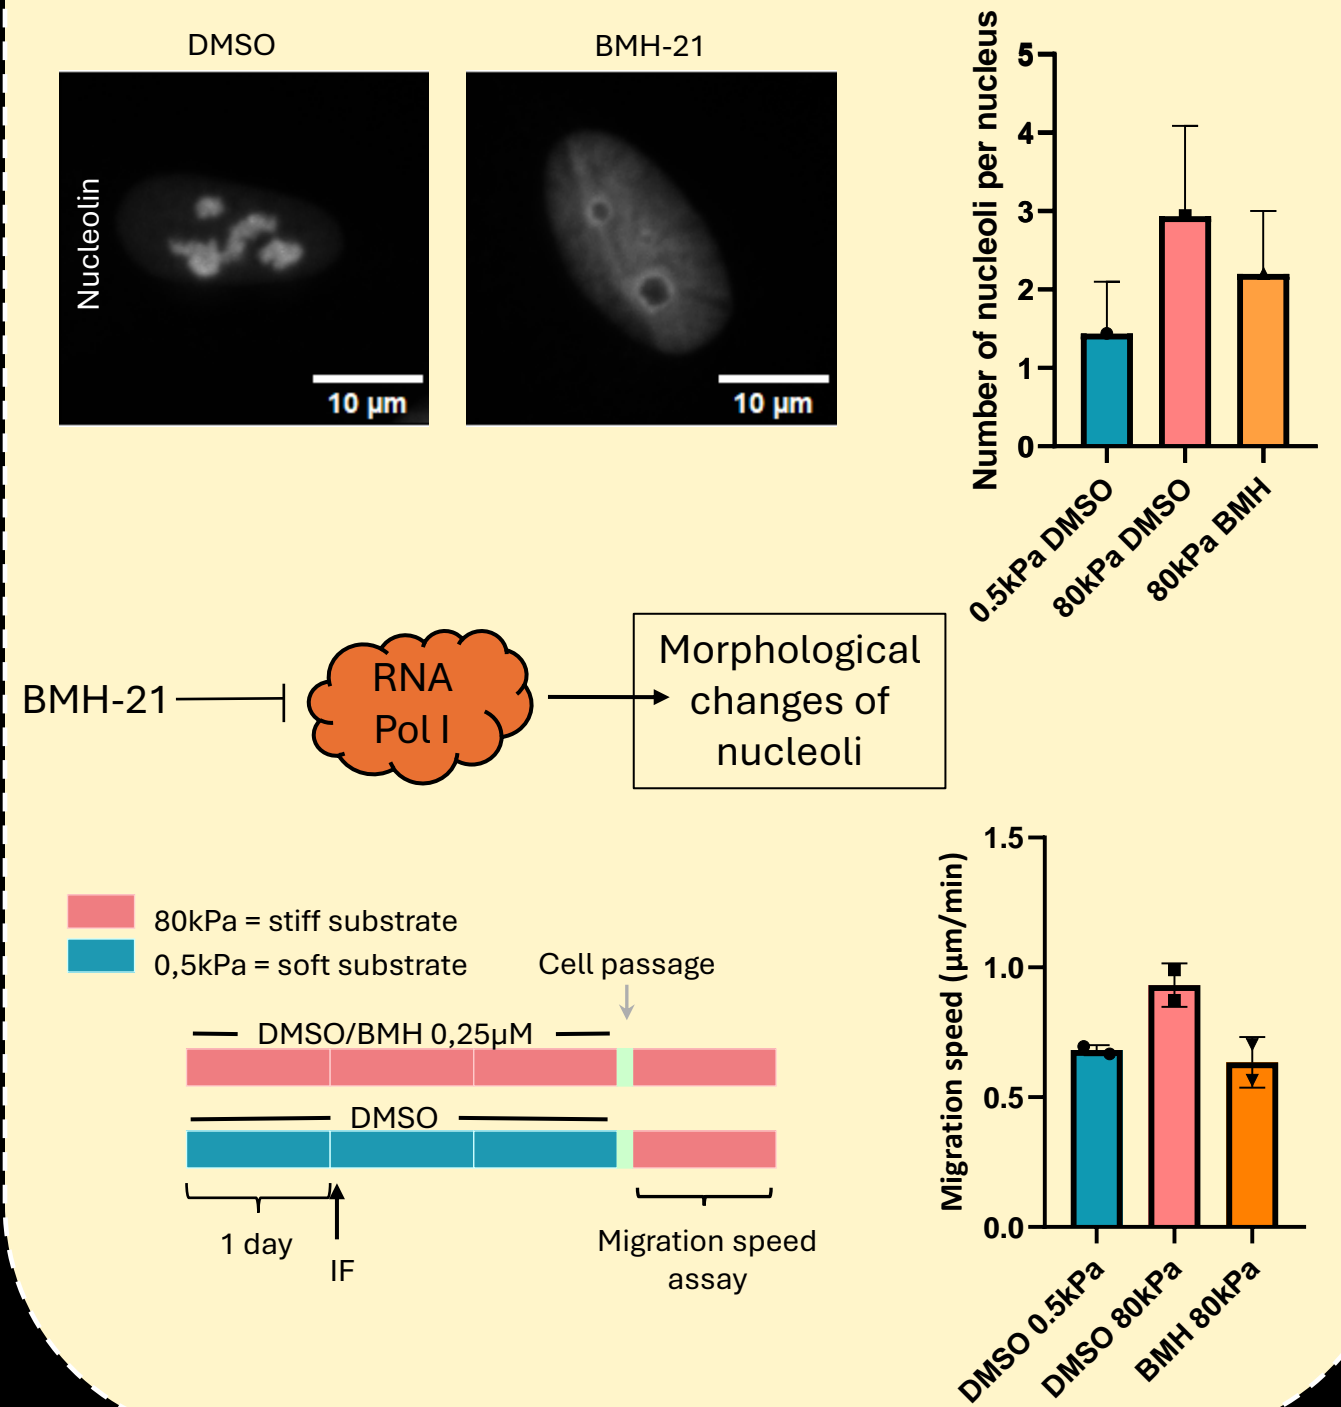 DMSO
BMH-21
Nucleolin
10 µm
10 µm
Number of nucleoli per nucleus
5
4
3
2
1
0
0.5kPa DMSO
80kPa DMSO
80kPa BMH
BMH-21
RNA
Pol I
Morphological
changes of
nucleoli
80kPa = stiff substrate
0,5kPa = soft substrate
Cell passage
DMSO/BMH 0,25µM
DMSO
1 day
IF
Migration speed
assay
Migration speed (µm/min)
1.5
1.0
0.5
0.0
DMSO 0.5kPa
DMSO 80kPa
BMH 80kPa